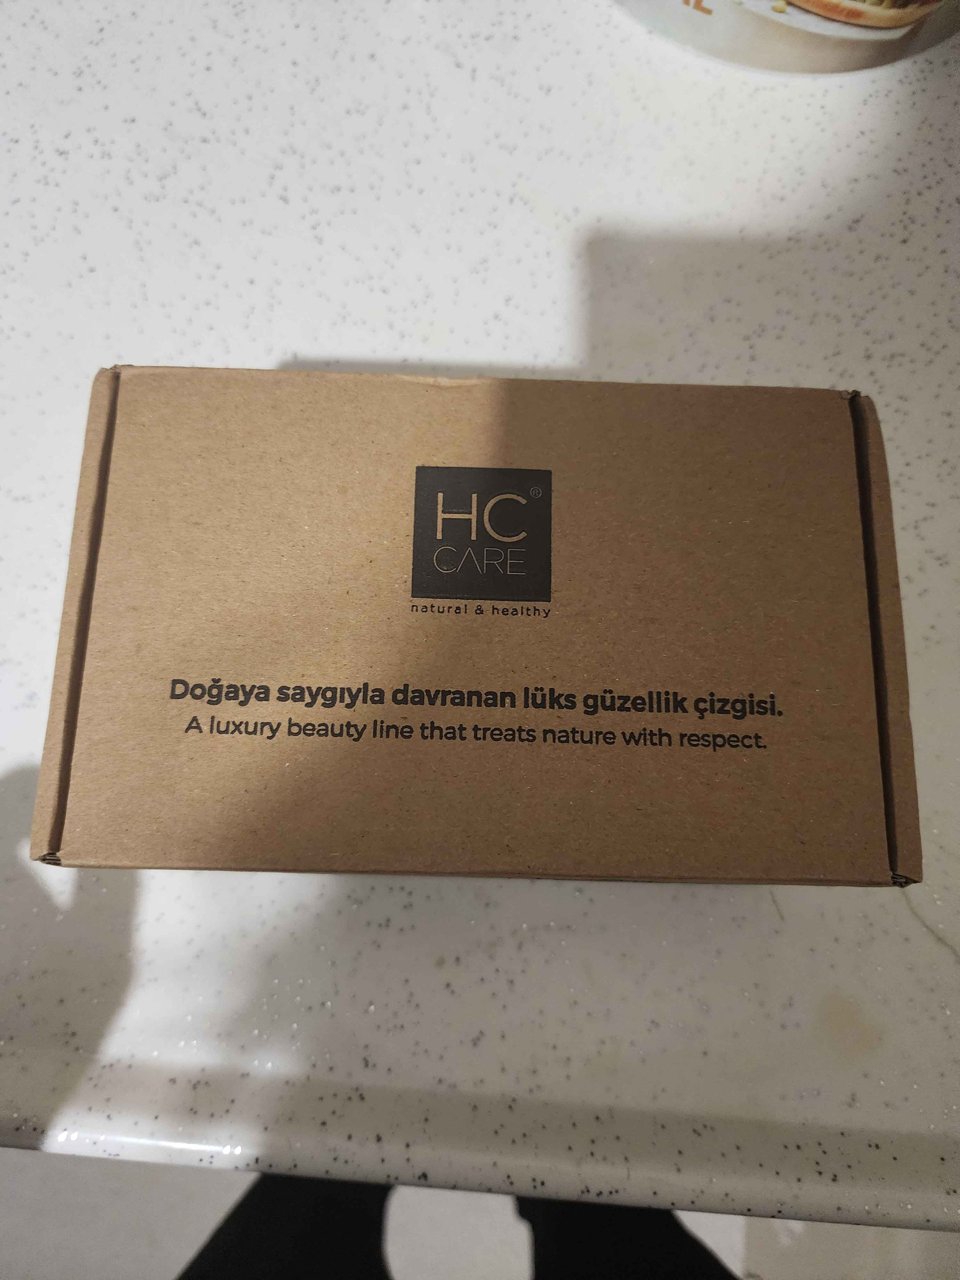 HC®
CARE
natural & healthy
Doğaya saygıyla davranan lüks güzellik çizgisi.
A luxury beauty line that treats nature with respect.